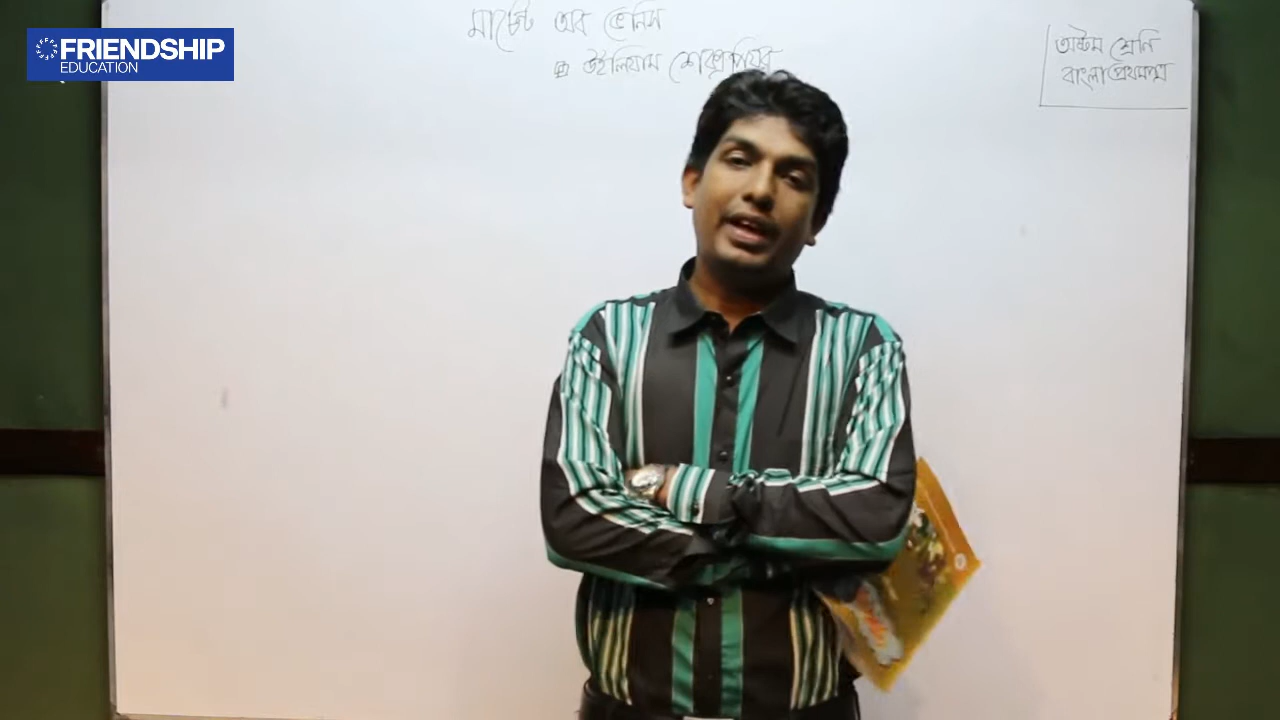 FRIENDSHIP
EDUCATION
মার্চেন্ট অব ভেনিস
উইলিয়াম শেক্সপিয়র
অষ্টম শ্রেনি
বাংলা প্রথমপত্র